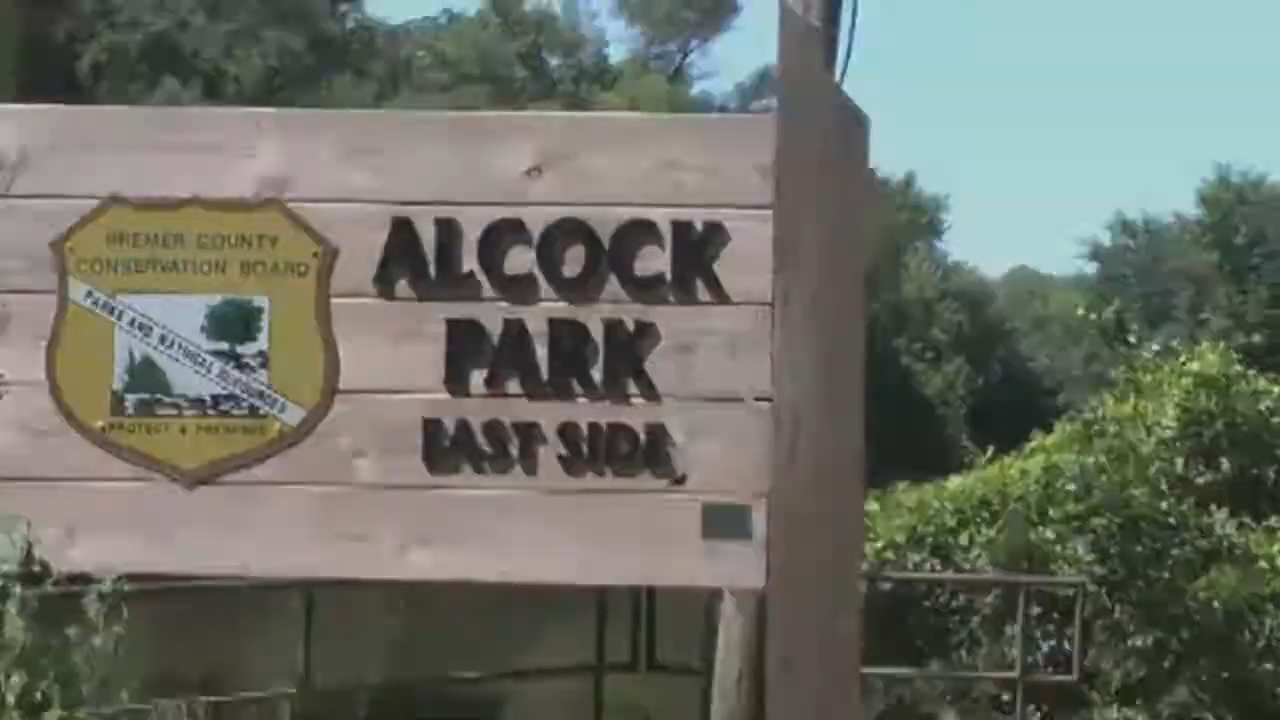 BREMER COUNTY
CONSERVATION BOARD
PARKS AND NATURAL RESOURCES
PROTECT & PRESERVE
ALCOCK
PARK
EAST SIDE